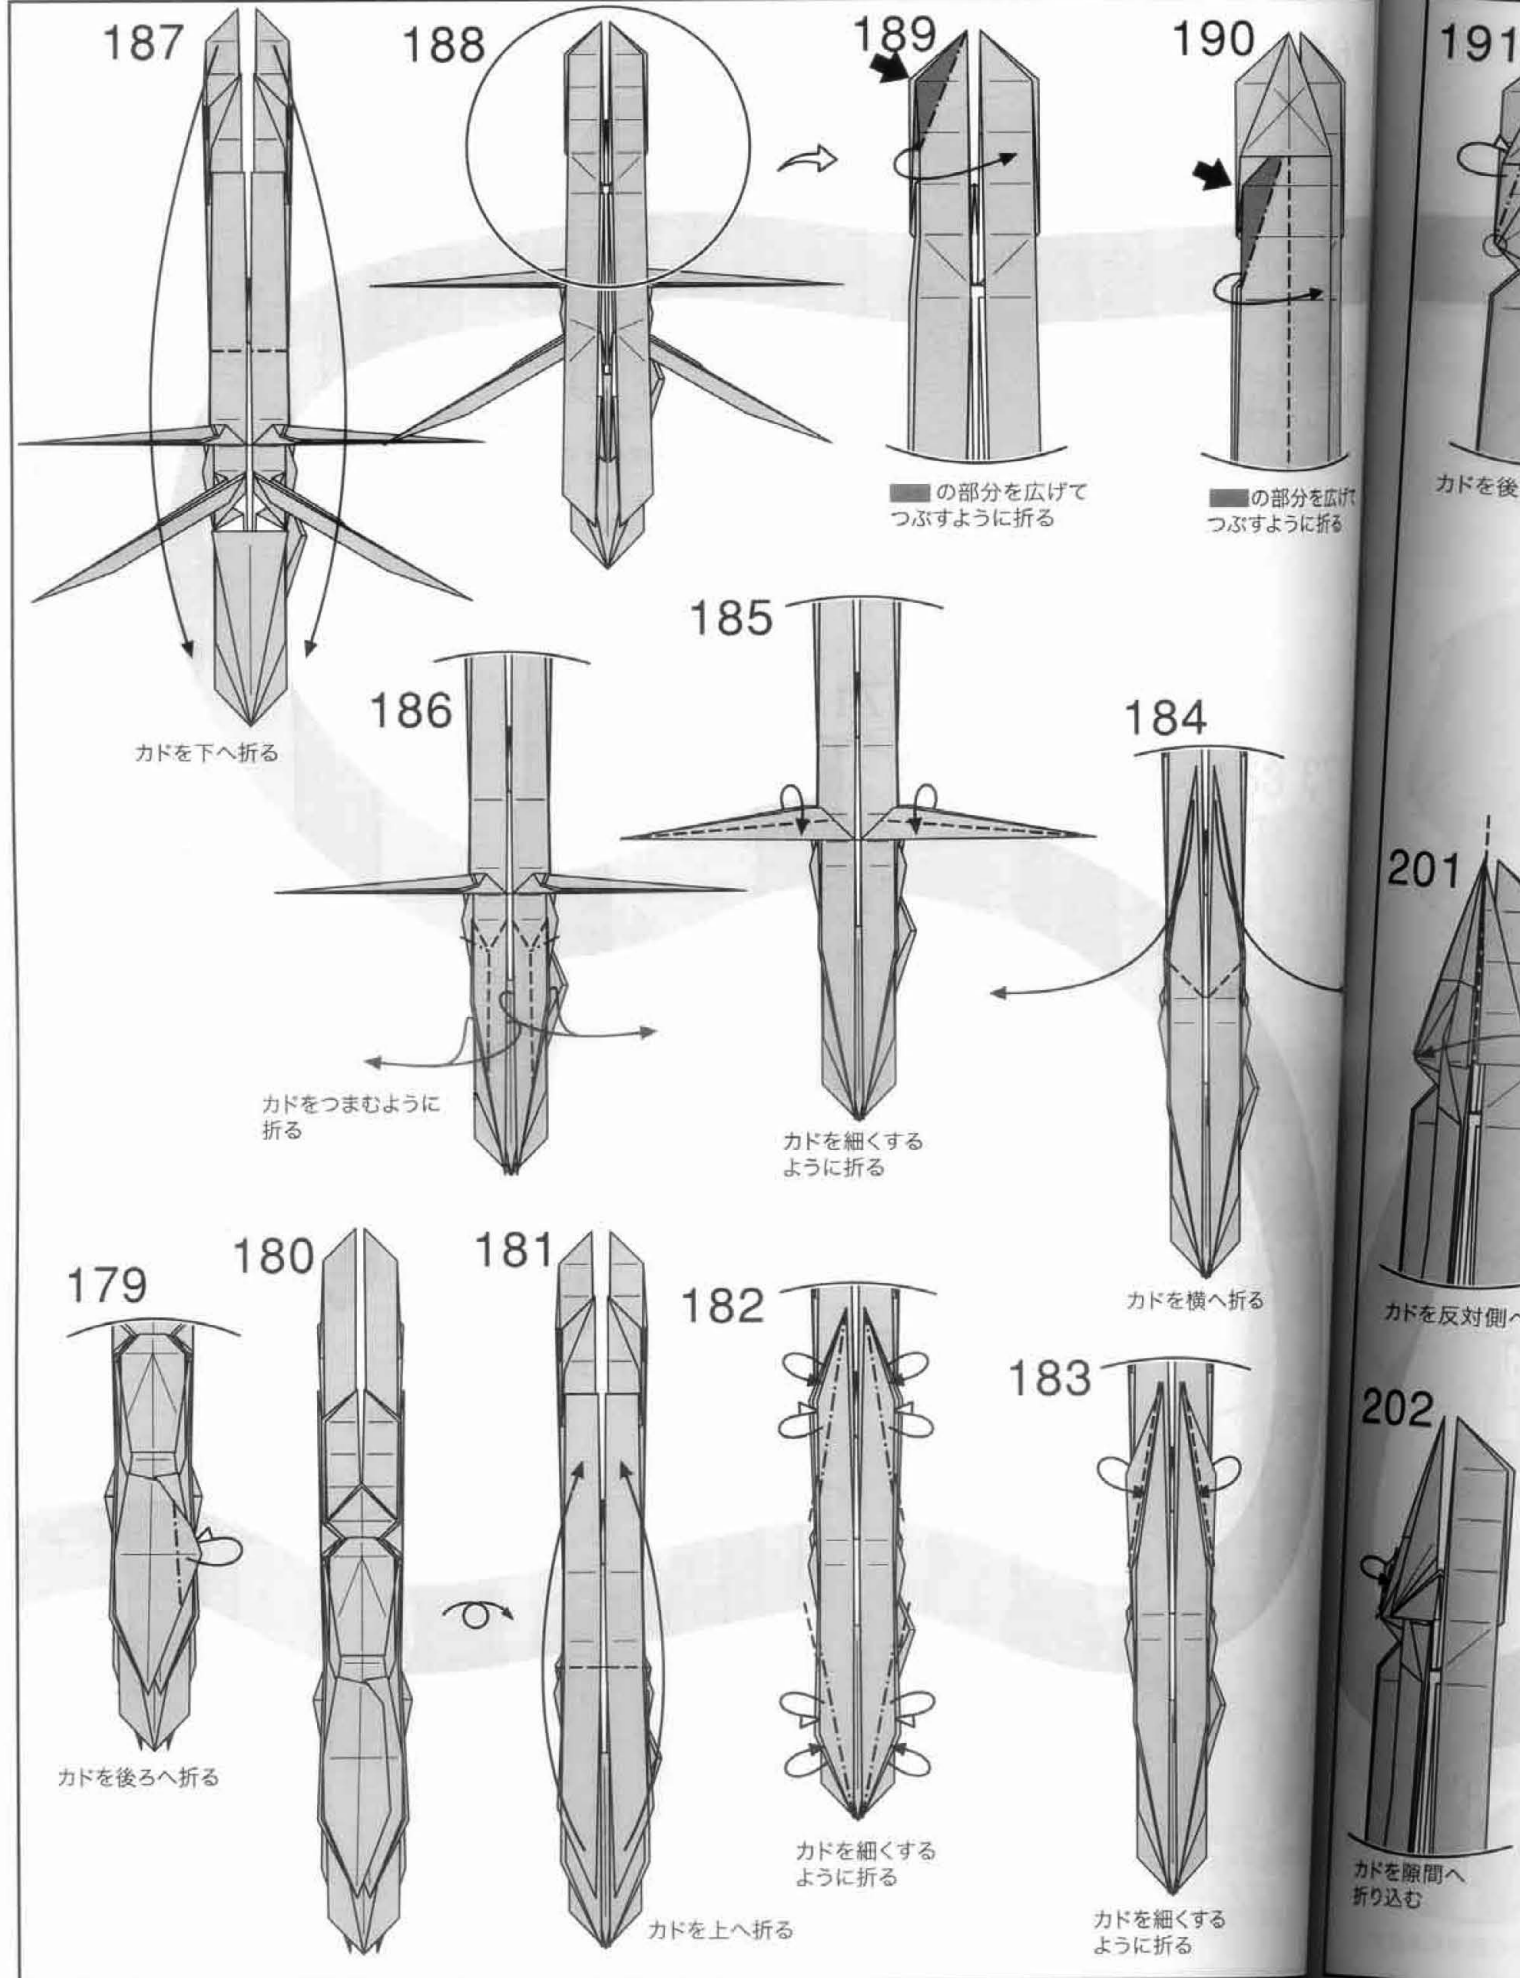 187
188
189
190
191
の部分を広げて
つぶすように折る
の部分を広げて
つぶすように折る
カドを後
カドを下へ折る
186
185
184
カドをつまむように
折る
カドを細くする
ように折る
カドを横へ折る
201
カドを反対側へ
179
180
181
182
183
202
カドを後ろへ折る
カドを上へ折る
カドを細くする
ように折る
カドを細くする
ように折る
カドを隙間へ
折り込む